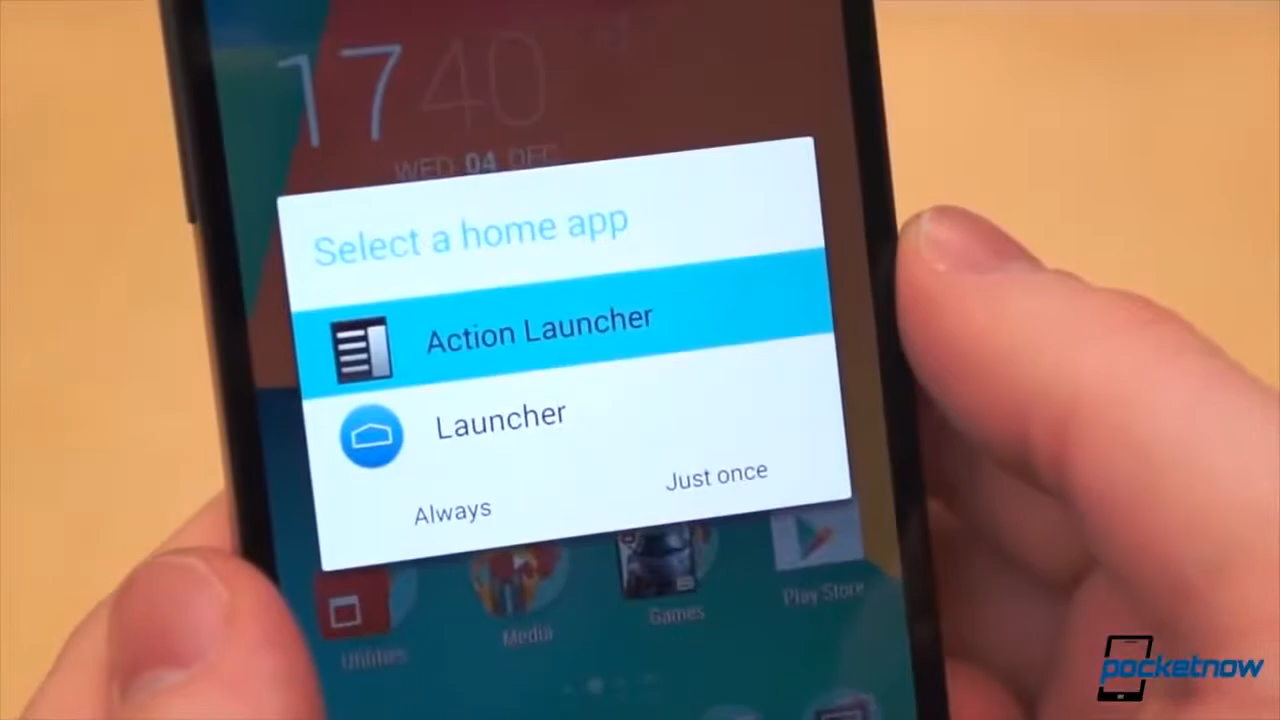 17 40
WED 04 DEC
Select a home app
Action Launcher
Launcher
Always
Just once
Utilities
Media
Games
Play Store
pocketnow